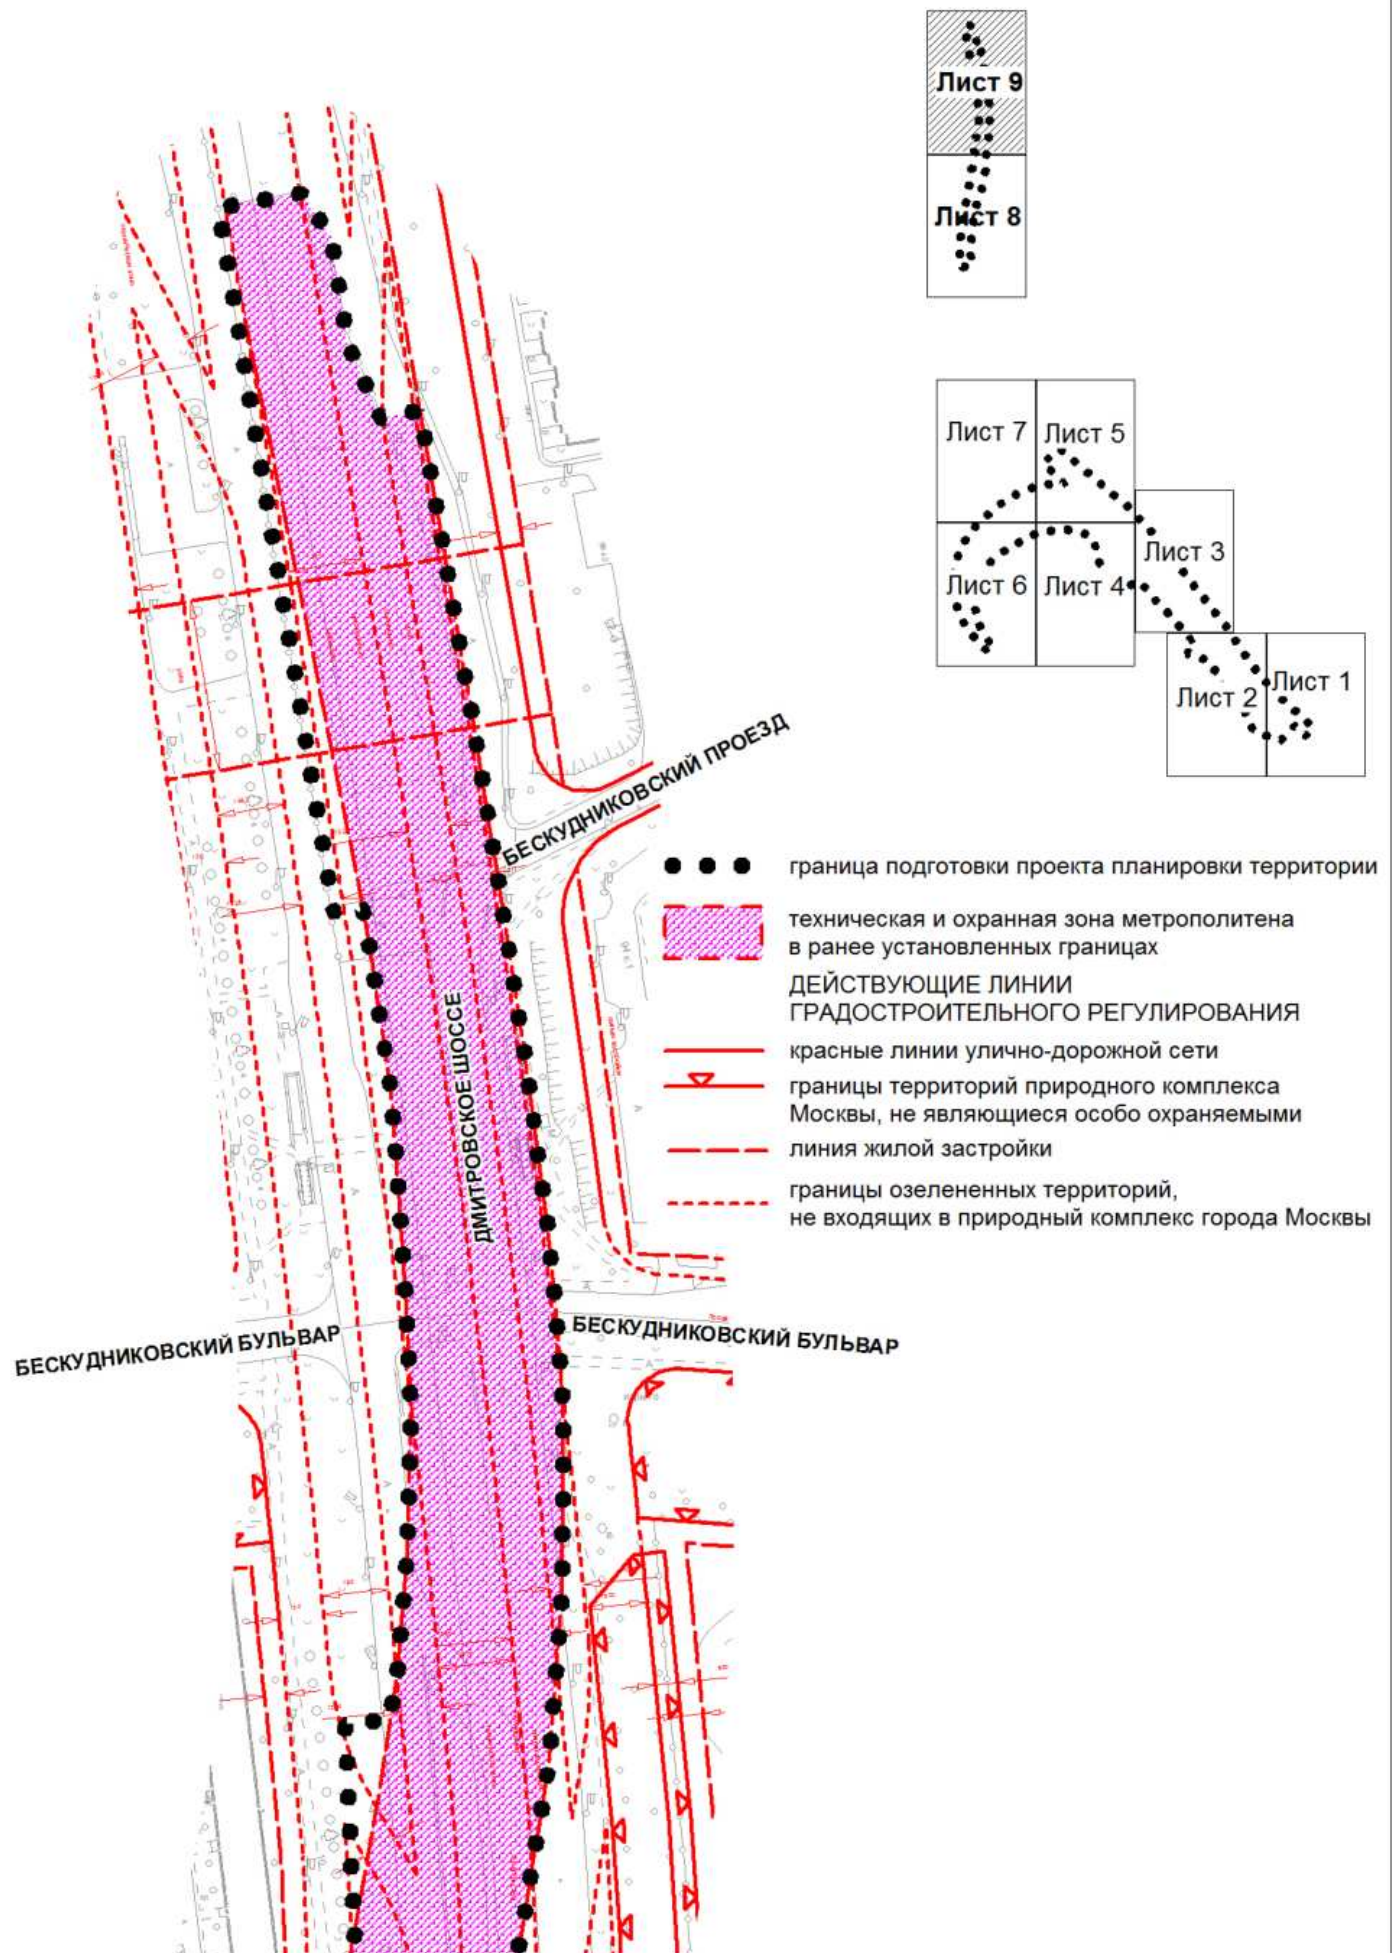 Лист 9
Лист 8
Лист 7
Лист 5
Лист 3
Лист 6
Лист 4
Лист 2
Лист 1
БЕСКУДНИКОВСКИЙ ПРОЕЗД
граница подготовки проекта планировки территории
техническая и охранная зона метрополитена
в ранее установленных границах
ДЕЙСТВУЮЩИЕ ЛИНИИ
ГРАДОСТРОИТЕЛЬНОГО РЕГУЛИРОВАНИЯ
красные линии улично-дорожной сети
границы территорий природного комплекса
Москвы, не являющиеся особо охраняемыми
линия жилой застройки
границы озелененных территорий,
не входящих в природный комплекс города Москвы
ДМИТРОВСКОЕ ШОССЕ
БЕСКУДНИКОВСКИЙ БУЛЬВАР
БЕСКУДНИКОВСКИЙ БУЛЬВАР